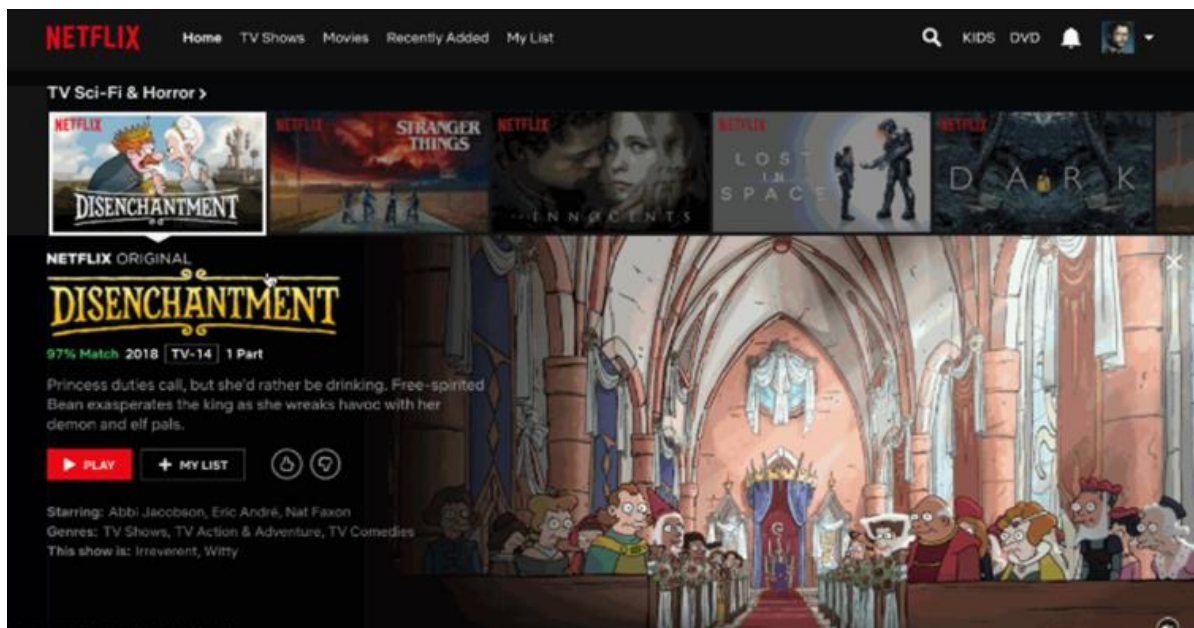 NETFLIX Home TV Shows Movies Recently Added My List KIDS DVD
TV Sci-Fi & Horror >
NETFLIX
DISENCHANTMENT
NETFLIX
STRANGER
THINGS
NETFLIX
THE INNOCENTS
NETFLIX
LOST
IN
SPACE
NETFLIX
DARK
NETFLIX ORIGINAL
DISENCHANTMENT
97% Match 2018 TV-14 1 Part
Princess duties call, but she'd rather be drinking. Free-spirited
Bean exasperates the king as she wreaks havoc with her
demon and elf pals.
PLAY + MY LIST
Starring: Abbi Jacobson, Eric André, Nat Faxon
Genres: TV Shows, TV Action & Adventure, TV Comedies
This show is: Irreverent, Witty